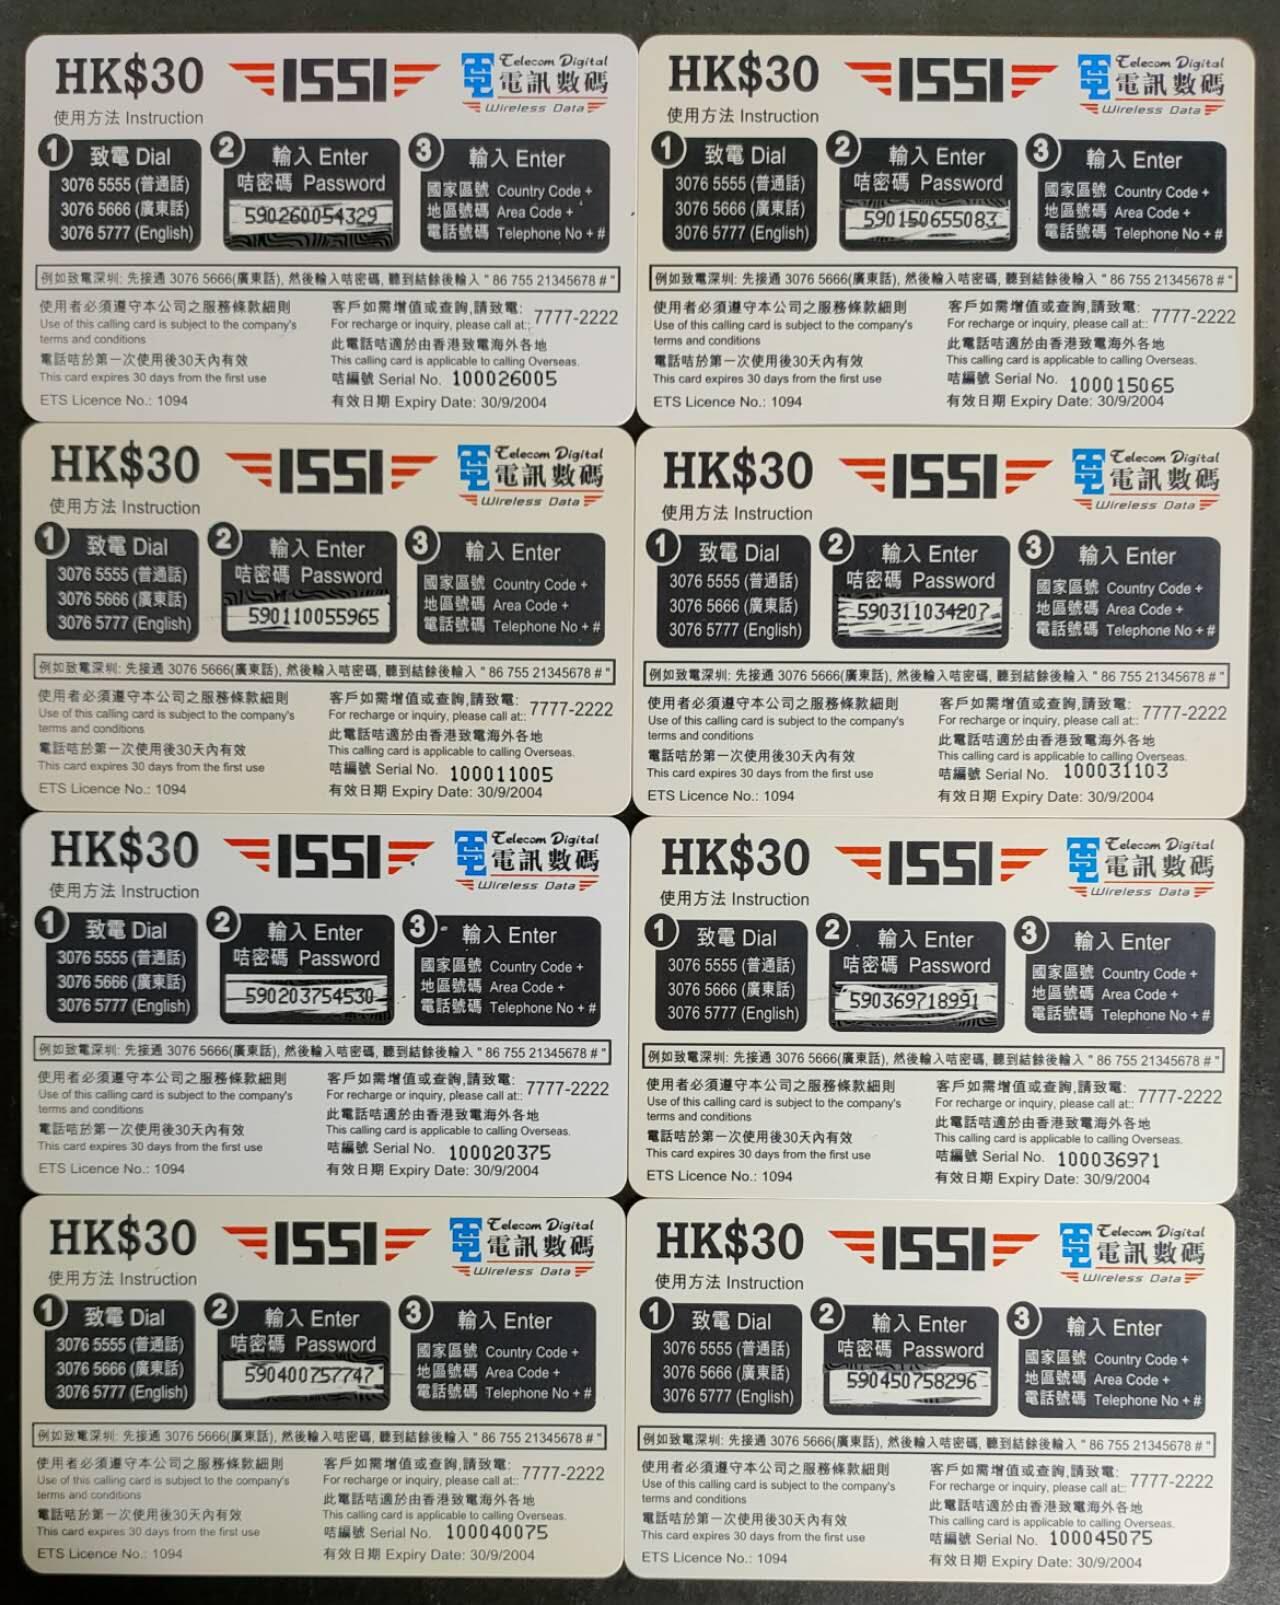 HK$30 ISSI Telecom Digital 電訊數碼 Wireless Data
使用方法 Instruction
1 致電 Dial
3076 5555 (普通話)
3076 5666 (廣東話)
3076 5777 (English)
2 輸入 Enter
咭密碼 Password
590260054329
3 輸入 Enter
國家區號 Country Code +
地區號碼 Area Code +
電話號碼 Telephone No + #
例如致電深圳: 先接通 3076 5666(廣東話), 然後輸入咭密碼, 聽到結餘後輸入 " 86 755 21345678 # "
使用者必須遵守本公司之服務條款細則
Use of this calling card is subject to the company's
terms and conditions
電話咭於第一次使用後30天內有效
This card expires 30 days from the first use
ETS Licence No.: 1094
客戶如需增值或查詢,請致電:
For recharge or inquiry, please call at:: 7777-2222
此電話咭適於由香港致電海外各地
This calling card is applicable to calling Overseas.
咭編號 Serial No. 100026005
有效日期 Expiry Date: 30/9/2004
HK$30 ISSI Telecom Digital 電訊數碼 Wireless Data
使用方法 Instruction
1 致電 Dial
3076 5555 (普通話)
3076 5666 (廣東話)
3076 5777 (English)
2 輸入 Enter
咭密碼 Password
590150655083
3 輸入 Enter
國家區號 Country Code +
地區號碼 Area Code +
電話號碼 Telephone No + #
例如致電深圳: 先接通 3076 5666(廣東話), 然後輸入咭密碼, 聽到結餘後輸入 " 86 755 21345678 # "
使用者必須遵守本公司之服務條款細則
Use of this calling card is subject to the company's
terms and conditions
電話咭於第一次使用後30天內有效
This card expires 30 days from the first use
ETS Licence No.: 1094
客戶如需增值或查詢,請致電:
For recharge or inquiry, please call at:: 7777-2222
此電話咭適於由香港致電海外各地
This calling card is applicable to calling Overseas.
咭編號 Serial No. 100015065
有效日期 Expiry Date: 30/9/2004
HK$30 ISSI Telecom Digital 電訊數碼 Wireless Data
使用方法 Instruction
1 致電 Dial
3076 5555 (普通話)
3076 5666 (廣東話)
3076 5777 (English)
2 輸入 Enter
咭密碼 Password
590110055965
3 輸入 Enter
國家區號 Country Code +
地區號碼 Area Code +
電話號碼 Telephone No + #
例如致電深圳: 先接通 3076 5666(廣東話), 然後輸入咭密碼, 聽到結餘後輸入 " 86 755 21345678 # "
使用者必須遵守本公司之服務條款細則
Use of this calling card is subject to the company's
terms and conditions
電話咭於第一次使用後30天內有效
This card expires 30 days from the first use
ETS Licence No.: 1094
客戶如需增值或查詢,請致電:
For recharge or inquiry, please call at:: 7777-2222
此電話咭適於由香港致電海外各地
This calling card is applicable to calling Overseas.
咭編號 Serial No. 100011005
有效日期 Expiry Date: 30/9/2004
HK$30 ISSI Telecom Digital 電訊數碼 Wireless Data
使用方法 Instruction
1 致電 Dial
3076 5555 (普通話)
3076 5666 (廣東話)
3076 5777 (English)
2 輸入 Enter
咭密碼 Password
590311034207
3 輸入 Enter
國家區號 Country Code +
地區號碼 Area Code +
電話號碼 Telephone No + #
例如致電深圳: 先接通 3076 5666(廣東話), 然後輸入咭密碼, 聽到結餘後輸入 " 86 755 21345678 # "
使用者必須遵守本公司之服務條款細則
Use of this calling card is subject to the company's
terms and conditions
電話咭於第一次使用後30天內有效
This card expires 30 days from the first use
ETS Licence No.: 1094
客戶如需增值或查詢,請致電:
For recharge or inquiry, please call at:: 7777-2222
此電話咭適於由香港致電海外各地
This calling card is applicable to calling Overseas.
咭編號 Serial No. 100031103
有效日期 Expiry Date: 30/9/2004
HK$30 ISSI Telecom Digital 電訊數碼 Wireless Data
使用方法 Instruction
1 致電 Dial
3076 5555 (普通話)
3076 5666 (廣東話)
3076 5777 (English)
2 輸入 Enter
咭密碼 Password
590203754530
3 輸入 Enter
國家區號 Country Code +
地區號碼 Area Code +
電話號碼 Telephone No + #
例如致電深圳: 先接通 3076 5666(廣東話), 然後輸入咭密碼, 聽到結餘後輸入 " 86 755 21345678 # "
使用者必須遵守本公司之服務條款細則
Use of this calling card is subject to the company's
terms and conditions
電話咭於第一次使用後30天內有效
This card expires 30 days from the first use
ETS Licence No.: 1094
客戶如需增值或查詢,請致電:
For recharge or inquiry, please call at:: 7777-2222
此電話咭適於由香港致電海外各地
This calling card is applicable to calling Overseas.
咭編號 Serial No. 100020375
有效日期 Expiry Date: 30/9/2004
HK$30 ISSI Telecom Digital 電訊數碼 Wireless Data
使用方法 Instruction
1 致電 Dial
3076 5555 (普通話)
3076 5666 (廣東話)
3076 5777 (English)
2 輸入 Enter
咭密碼 Password
590369718991
3 輸入 Enter
國家區號 Country Code +
地區號碼 Area Code +
電話號碼 Telephone No + #
例如致電深圳: 先接通 3076 5666(廣東話), 然後輸入咭密碼, 聽到結餘後輸入 " 86 755 21345678 # "
使用者必須遵守本公司之服務條款細則
Use of this calling card is subject to the company's
terms and conditions
電話咭於第一次使用後30天內有效
This card expires 30 days from the first use
ETS Licence No.: 1094
客戶如需增值或查詢,請致電:
For recharge or inquiry, please call at:: 7777-2222
此電話咭適於由香港致電海外各地
This calling card is applicable to calling Overseas.
咭編號 Serial No. 100036971
有效日期 Expiry Date: 30/9/2004
HK$30 ISSI Telecom Digital 電訊數碼 Wireless Data
使用方法 Instruction
1 致電 Dial
3076 5555 (普通話)
3076 5666 (廣東話)
3076 5777 (English)
2 輸入 Enter
咭密碼 Password
590400757747
3 輸入 Enter
國家區號 Country Code +
地區號碼 Area Code +
電話號碼 Telephone No + #
例如致電深圳: 先接通 3076 5666(廣東話), 然後輸入咭密碼, 聽到結餘後輸入 " 86 755 21345678 # "
使用者必須遵守本公司之服務條款細則
Use of this calling card is subject to the company's
terms and conditions
電話咭於第一次使用後30天內有效
This card expires 30 days from the first use
ETS Licence No.: 1094
客戶如需增值或查詢,請致電:
For recharge or inquiry, please call at:: 7777-2222
此電話咭適於由香港致電海外各地
This calling card is applicable to calling Overseas.
咭編號 Serial No. 100040075
有效日期 Expiry Date: 30/9/2004
HK$30 ISSI Telecom Digital 電訊數碼 Wireless Data
使用方法 Instruction
1 致電 Dial
3076 5555 (普通話)
3076 5666 (廣東話)
3076 5777 (English)
2 輸入 Enter
咭密碼 Password
590450758296
3 輸入 Enter
國家區號 Country Code +
地區號碼 Area Code +
電話號碼 Telephone No + #
例如致電深圳: 先接通 3076 5666(廣東話), 然後輸入咭密碼, 聽到結餘後輸入 " 86 755 21345678 # "
使用者必須遵守本公司之服務條款細則
Use of this calling card is subject to the company's
terms and conditions
電話咭於第一次使用後30天內有效
This card expires 30 days from the first use
ETS Licence No.: 1094
客戶如需增值或查詢,請致電:
For recharge or inquiry, please call at:: 7777-2222
此電話咭適於由香港致電海外各地
This calling card is applicable to calling Overseas.
咭編號 Serial No. 100045075
有效日期 Expiry Date: 30/9/2004